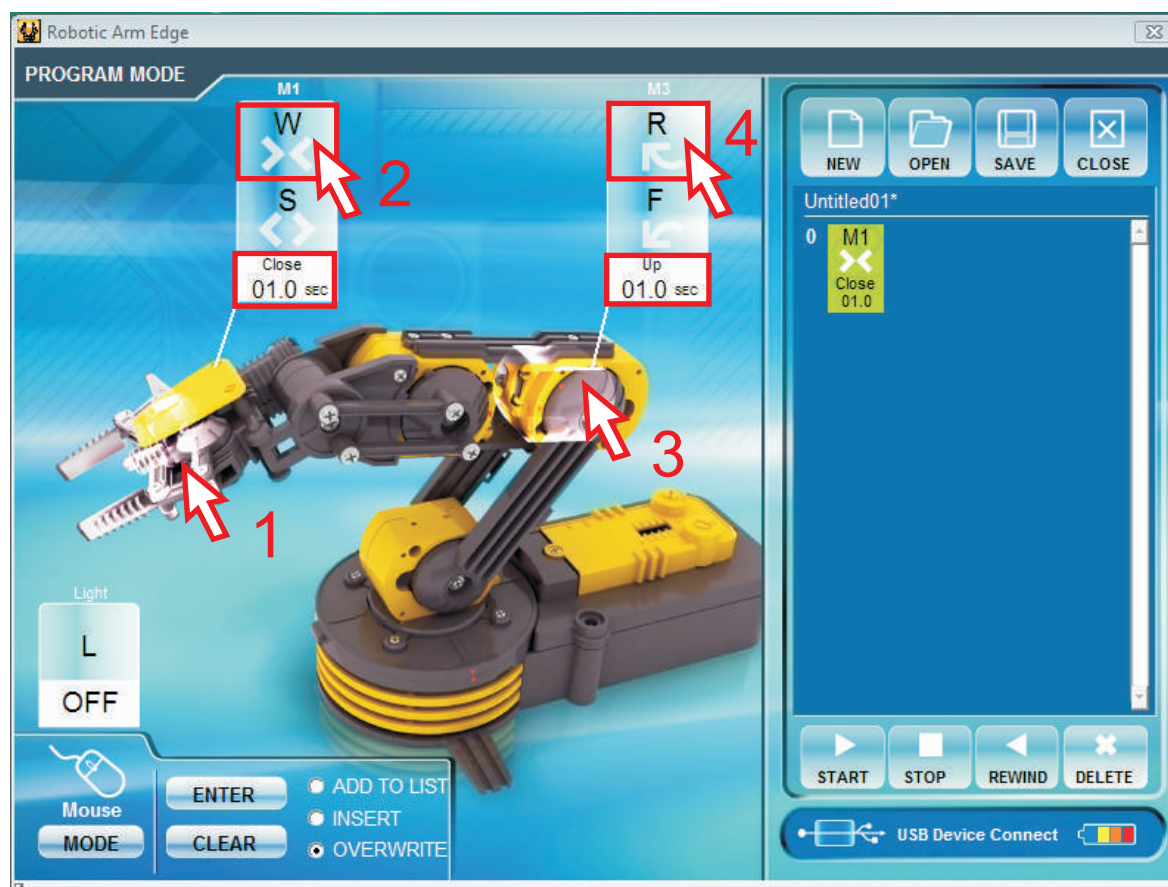 Robotic Arm Edge
PROGRAM MODE
M1
W
2
S
Close
01.0 SEC
M3
R
4
F
Up
01.0 SEC
1
3
Light
L
OFF
Mouse
MODE
ENTER
CLEAR
ADD TO LIST
INSERT
OVERWRITE
NEW OPEN SAVE CLOSE
Untitled01*
0 M1
Close
01.0
START STOP REWIND DELETE
USB Device Connect